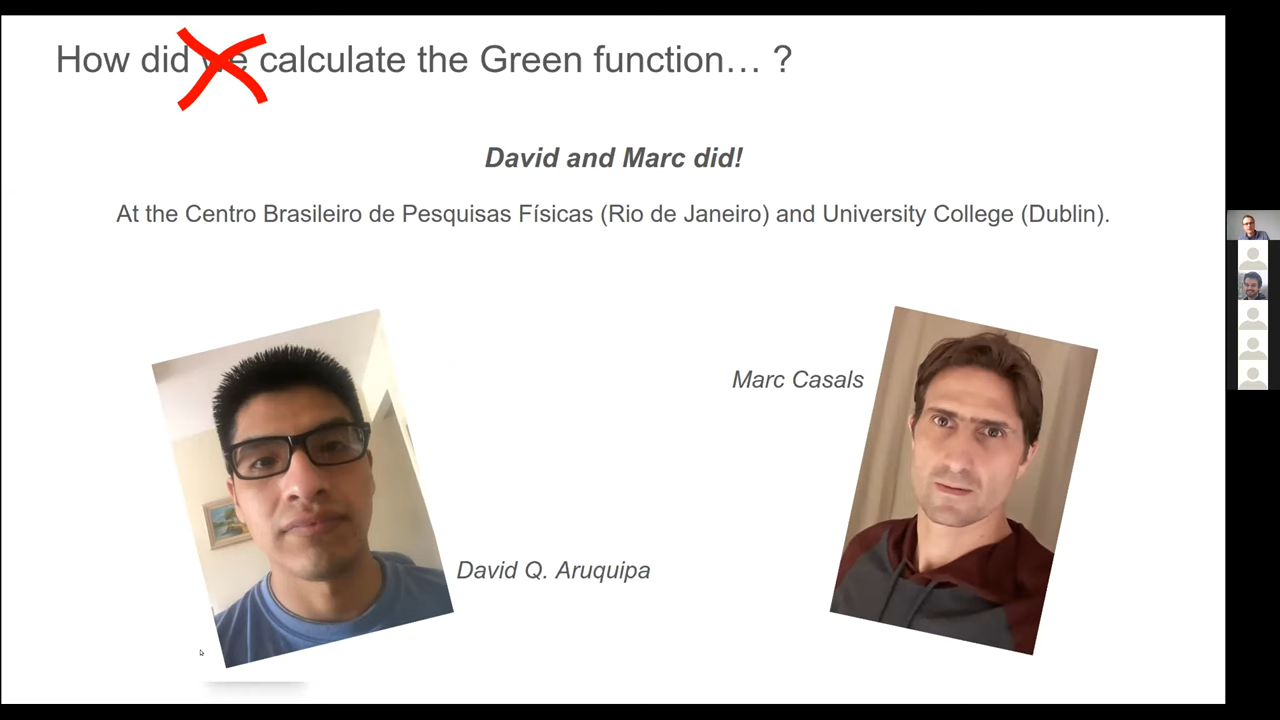 How did we calculate the Green function… ?
David and Marc did!
At the Centro Brasileiro de Pesquisas Físicas (Rio de Janeiro) and University College (Dublin).
Marc Casals
David Q. Aruquipa